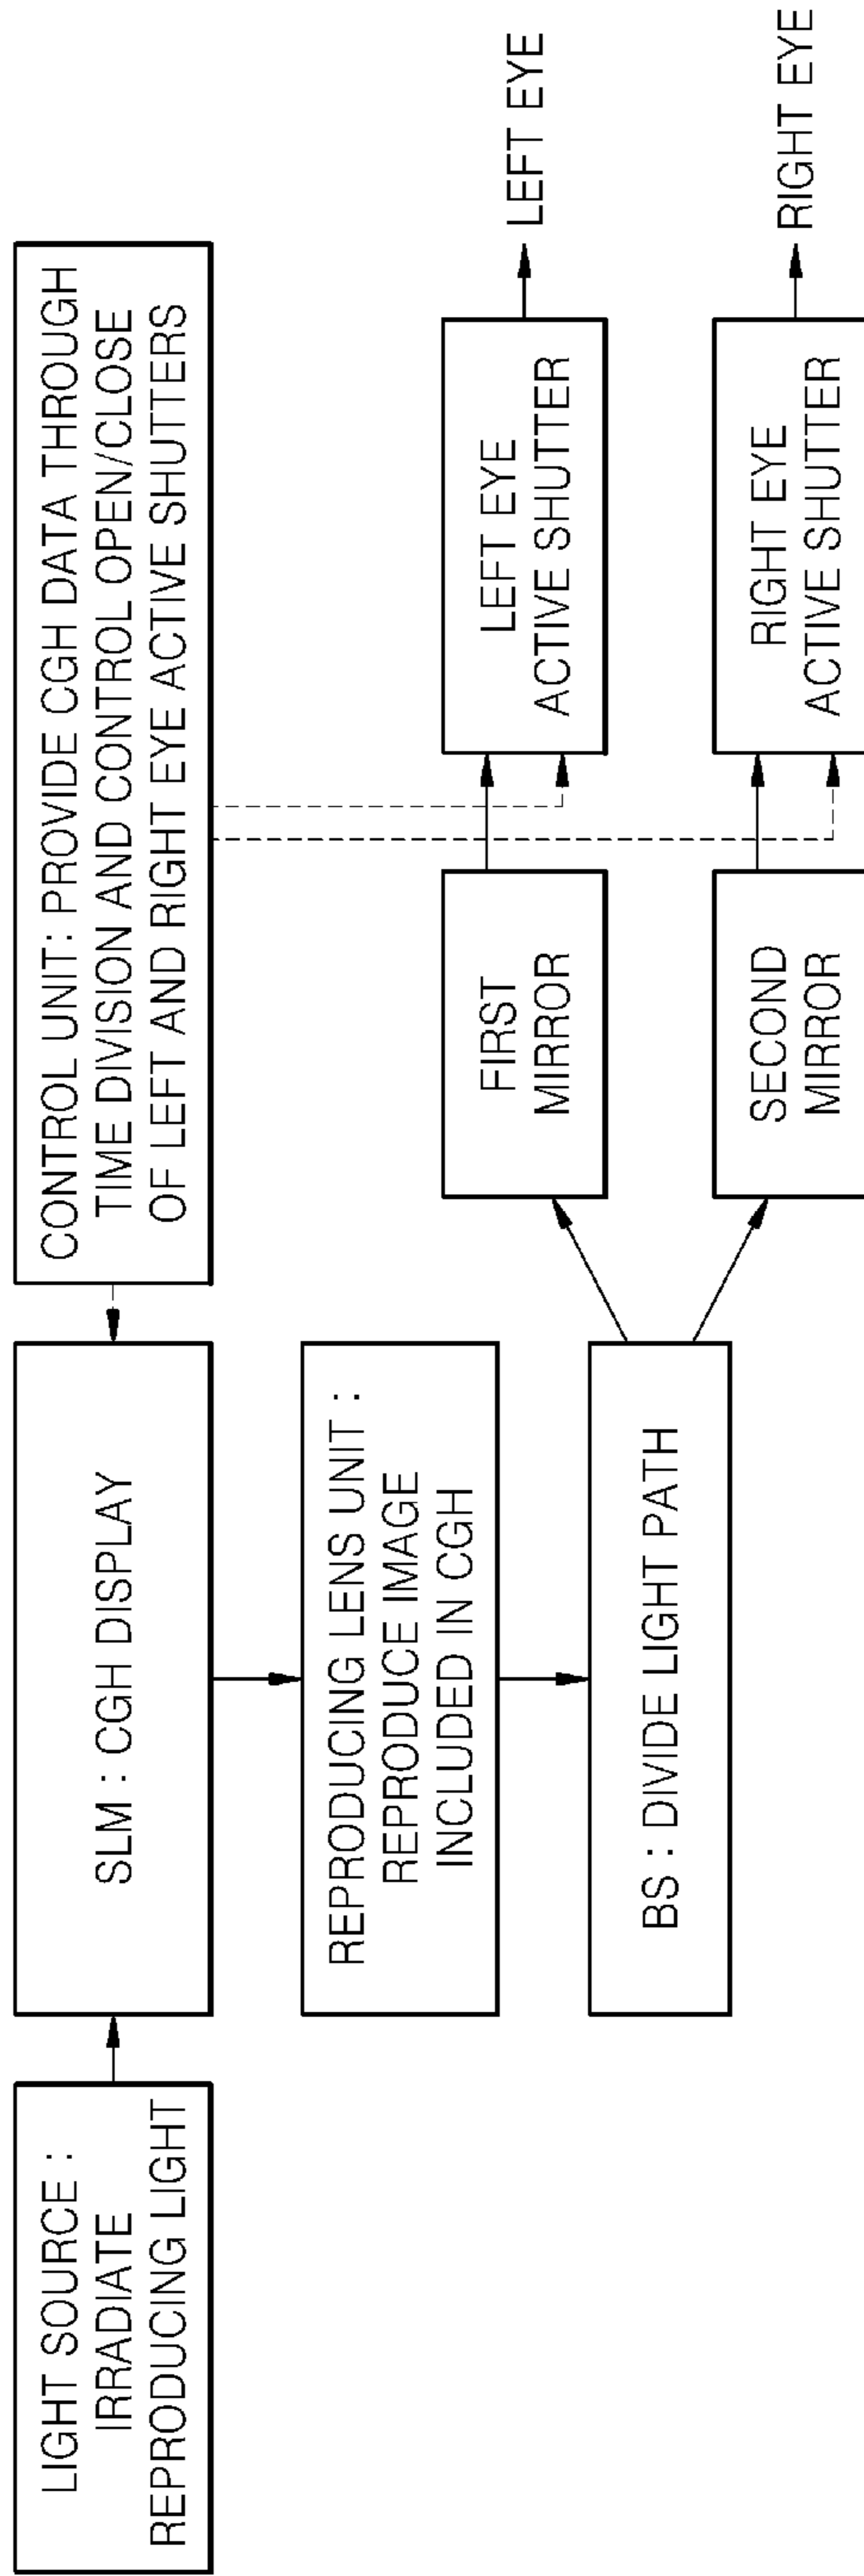 LIGHT SOURCE :
IRRADIATE
REPRODUCING LIGHT
SLM : CGH DISPLAY
CONTROL UNIT: PROVIDE CGH DATA THROUGH
TIME DIVISION AND CONTROL OPEN/CLOSE
OF LEFT AND RIGHT EYE ACTIVE SHUTTERS
REPRODUCING LENS UNIT :
REPRODUCE IMAGE
INCLUDED IN CGH
BS : DIVIDE LIGHT PATH
FIRST
MIRROR
LEFT EYE
ACTIVE SHUTTER
LEFT EYE
SECOND
MIRROR
RIGHT EYE
ACTIVE SHUTTER
RIGHT EYE